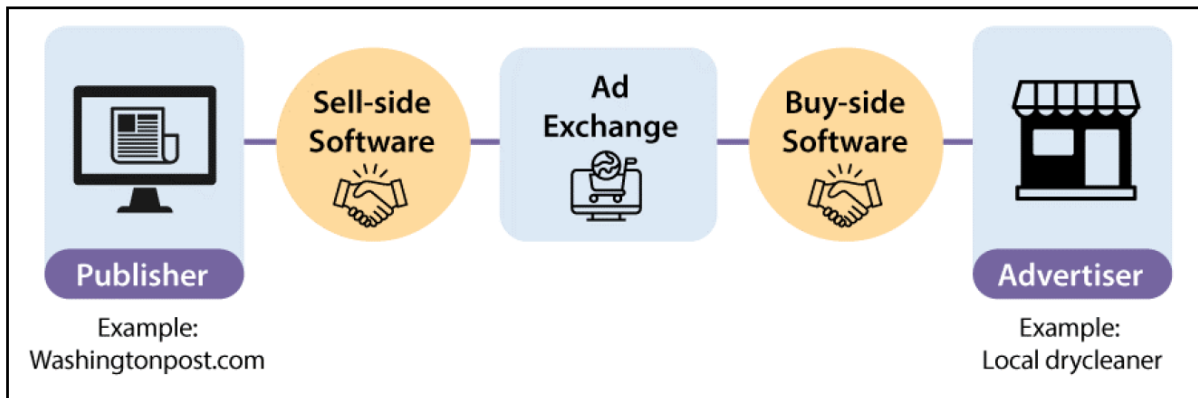 Sell-side
Software
Ad
Exchange
Buy-side
Software
Publisher
Advertiser
Example:
Washingtonpost.com
Example:
Local drycleaner